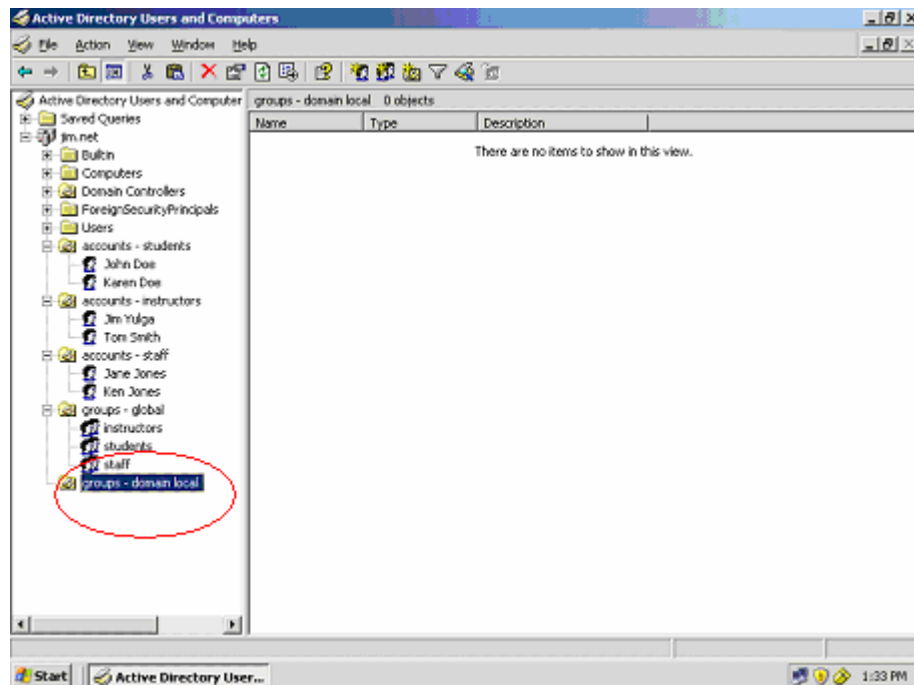 Active Directory Users and Computers
File Action View Window Help
Active Directory Users and Computer
groups - domain local 0 objects
Saved Queries
Name Type Description
jim.net
There are no items to show in this view.
Builtin
Computers
Domain Controllers
ForeignSecurityPrincipals
Users
accounts - students
John Doe
Karen Doe
accounts - instructors
Jim Yulga
Tom Smith
accounts - staff
Jane Jones
Ken Jones
groups - global
instructors
students
staff
groups - domain local
Start
Active Directory User...
1:33 PM